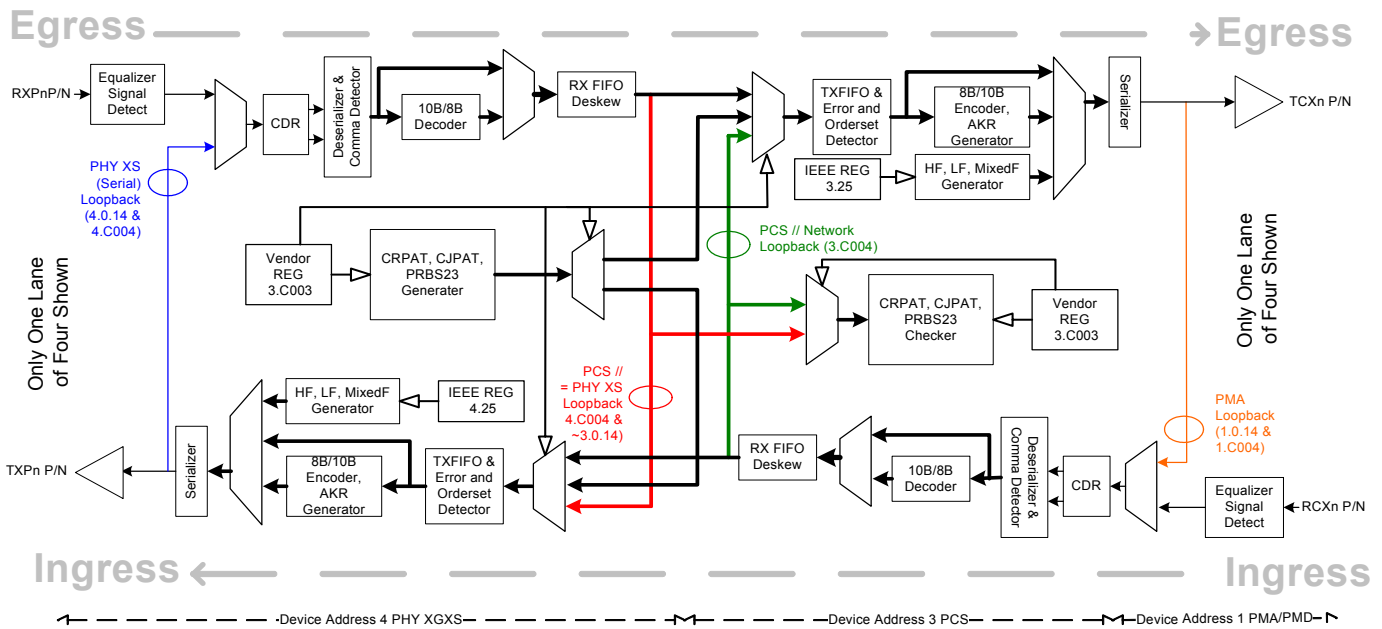 Egress
Egress
RXPnP/N
Equalizer
Signal
Detect
CDR
Deserializer &
Comma Detector
10B/8B
Decoder
RX FIFO
Deskew
TXFIFO &
Error and
Orderset
Detector
8B/10B
Encoder,
AKR
Generator
Serializer
TCXn P/N
IEEE REG
3.25
HF, LF, MixedF
Generator
PHY XS
(Serial)
Loopback
(4.0.14 &
4.C004)
Vendor
REG
3.C003
CRPAT, CJPAT,
PRBS23
Generater
PCS // Network
Loopback (3.C004)
CRPAT, CJPAT,
PRBS23
Checker
Vendor
REG
3.C003
Only One Lane
of Four Shown
Only One Lane
of Four Shown
HF, LF, MixedF
Generator
IEEE REG
4.25
PCS //
= PHY XS
Loopback
4.C004 &
~3.0.14)
PMA
Loopback
(1.0.14 &
1.C004)
TXPn P/N
Serializer
8B/10B
Encoder,
AKR
Generator
TXFIFO &
Error and
Orderset
Detector
RX FIFO
Deskew
10B/8B
Decoder
Deserializer &
Comma Detector
CDR
Equalizer
Signal
Detect
RCXn P/N
Ingress
Ingress
Device Address 4 PHY XGXS
Device Address 3 PCS
Device Address 1 PMA/PMD